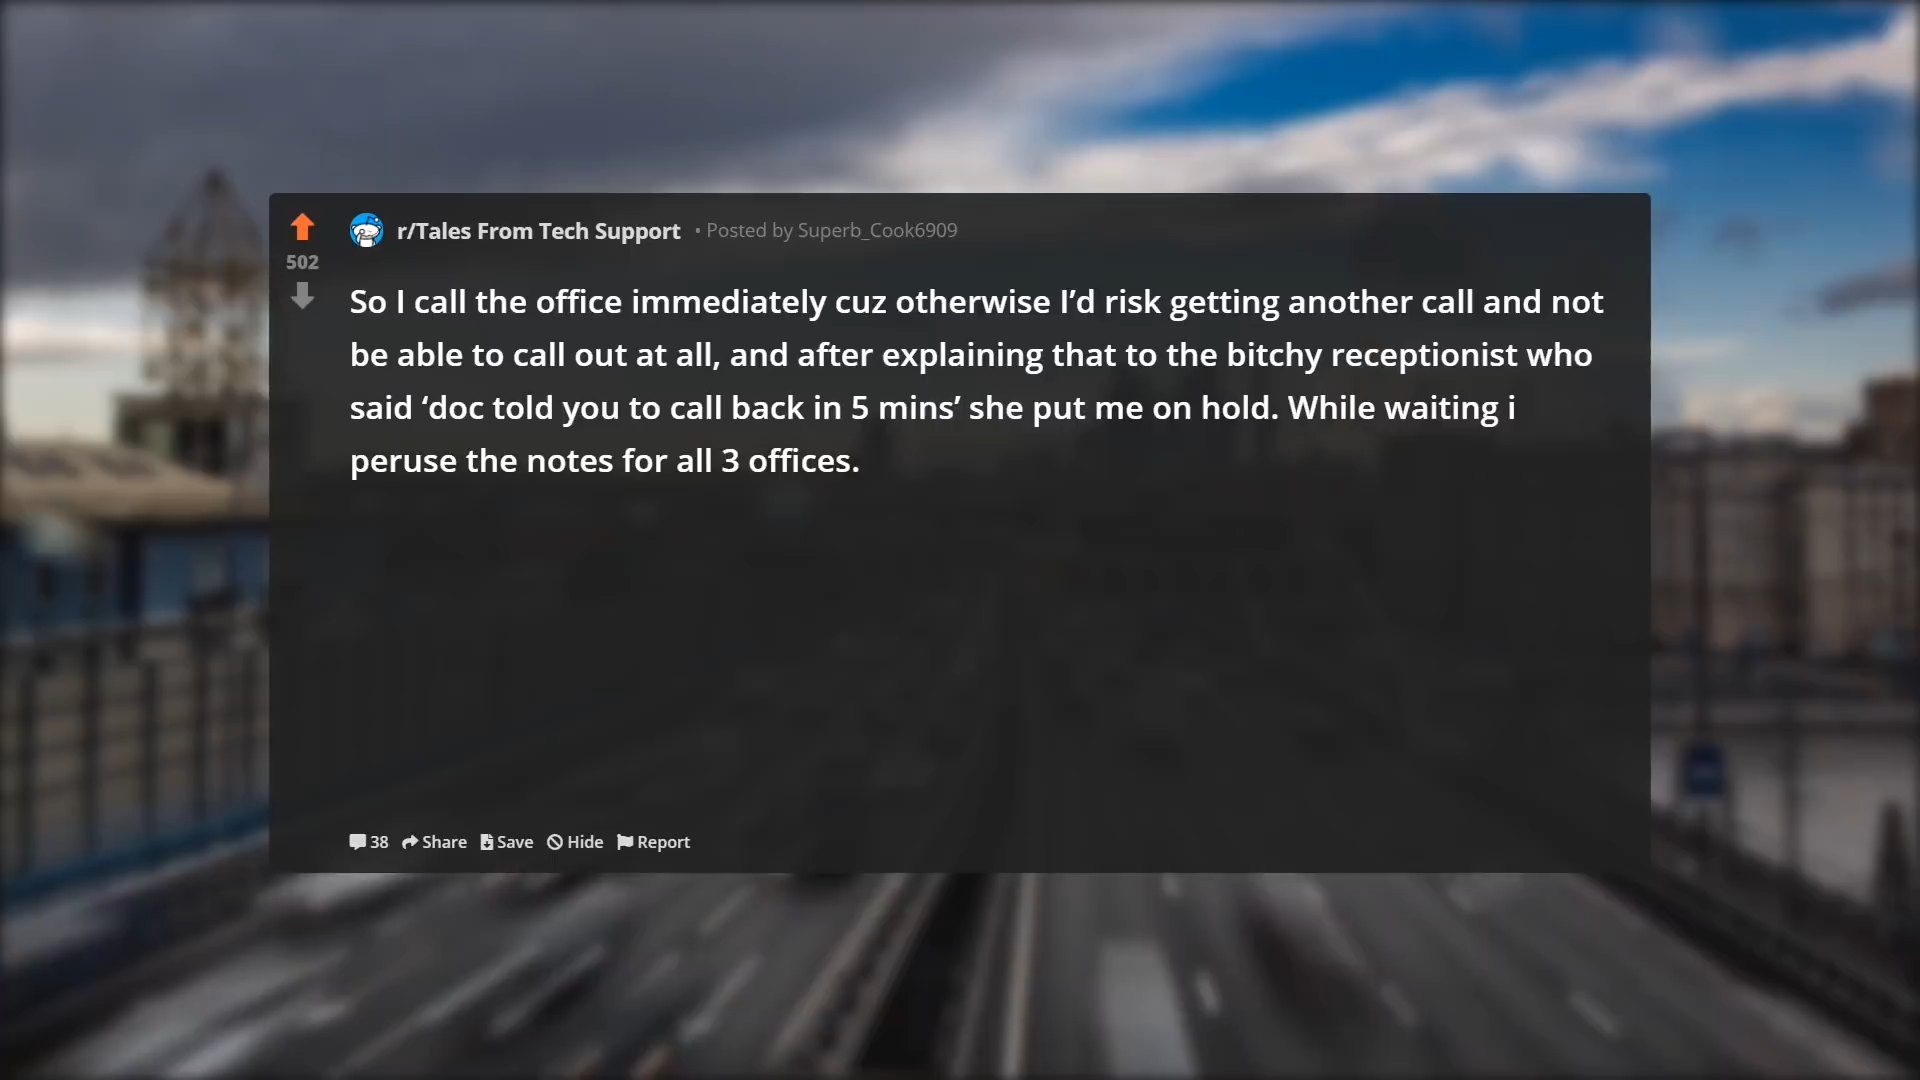 r/Tales From Tech Support • Posted by Superb_Cook6909
502
So I call the office immediately cuz otherwise I’d risk getting another call and not
be able to call out at all, and after explaining that to the bitchy receptionist who
said ‘doc told you to call back in 5 mins’ she put me on hold. While waiting i
peruse the notes for all 3 offices.
38 Share Save Hide Report